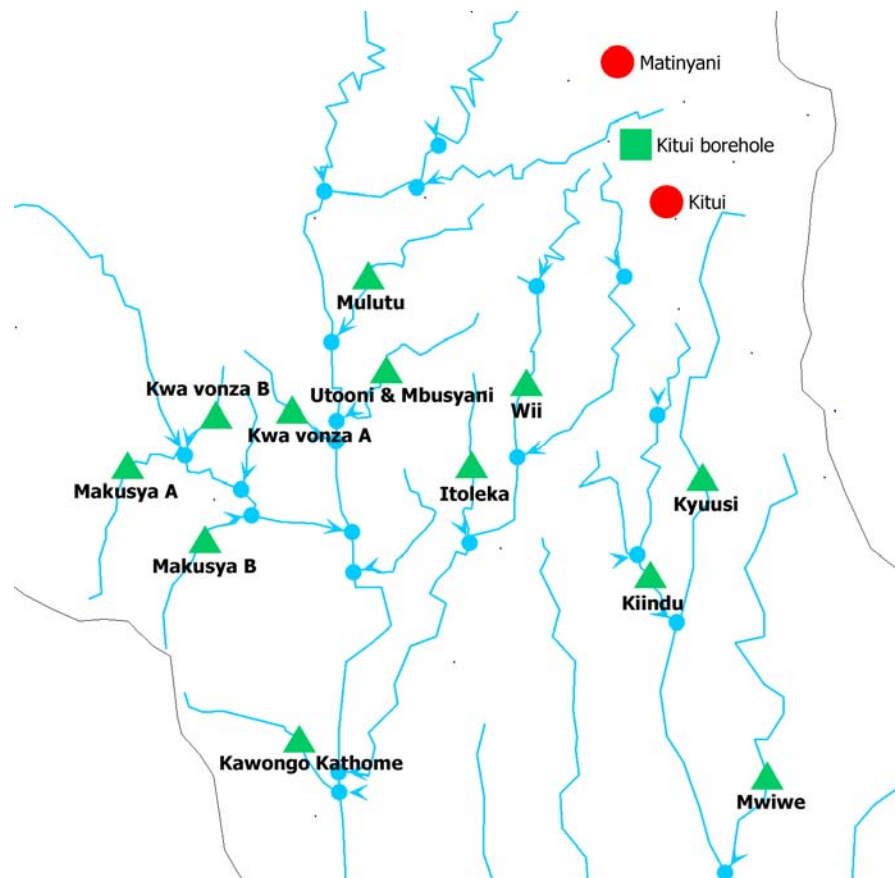 Matinyani
Kitui borehole
Kitui
Mulutu
Kwa vonza B
Utooni & Mbusyani
Wii
Kwa vonza A
Makusya A
Itoleka
Kyuusi
Makusya B
Kiindu
Kawongo Kathome
Mwiwe